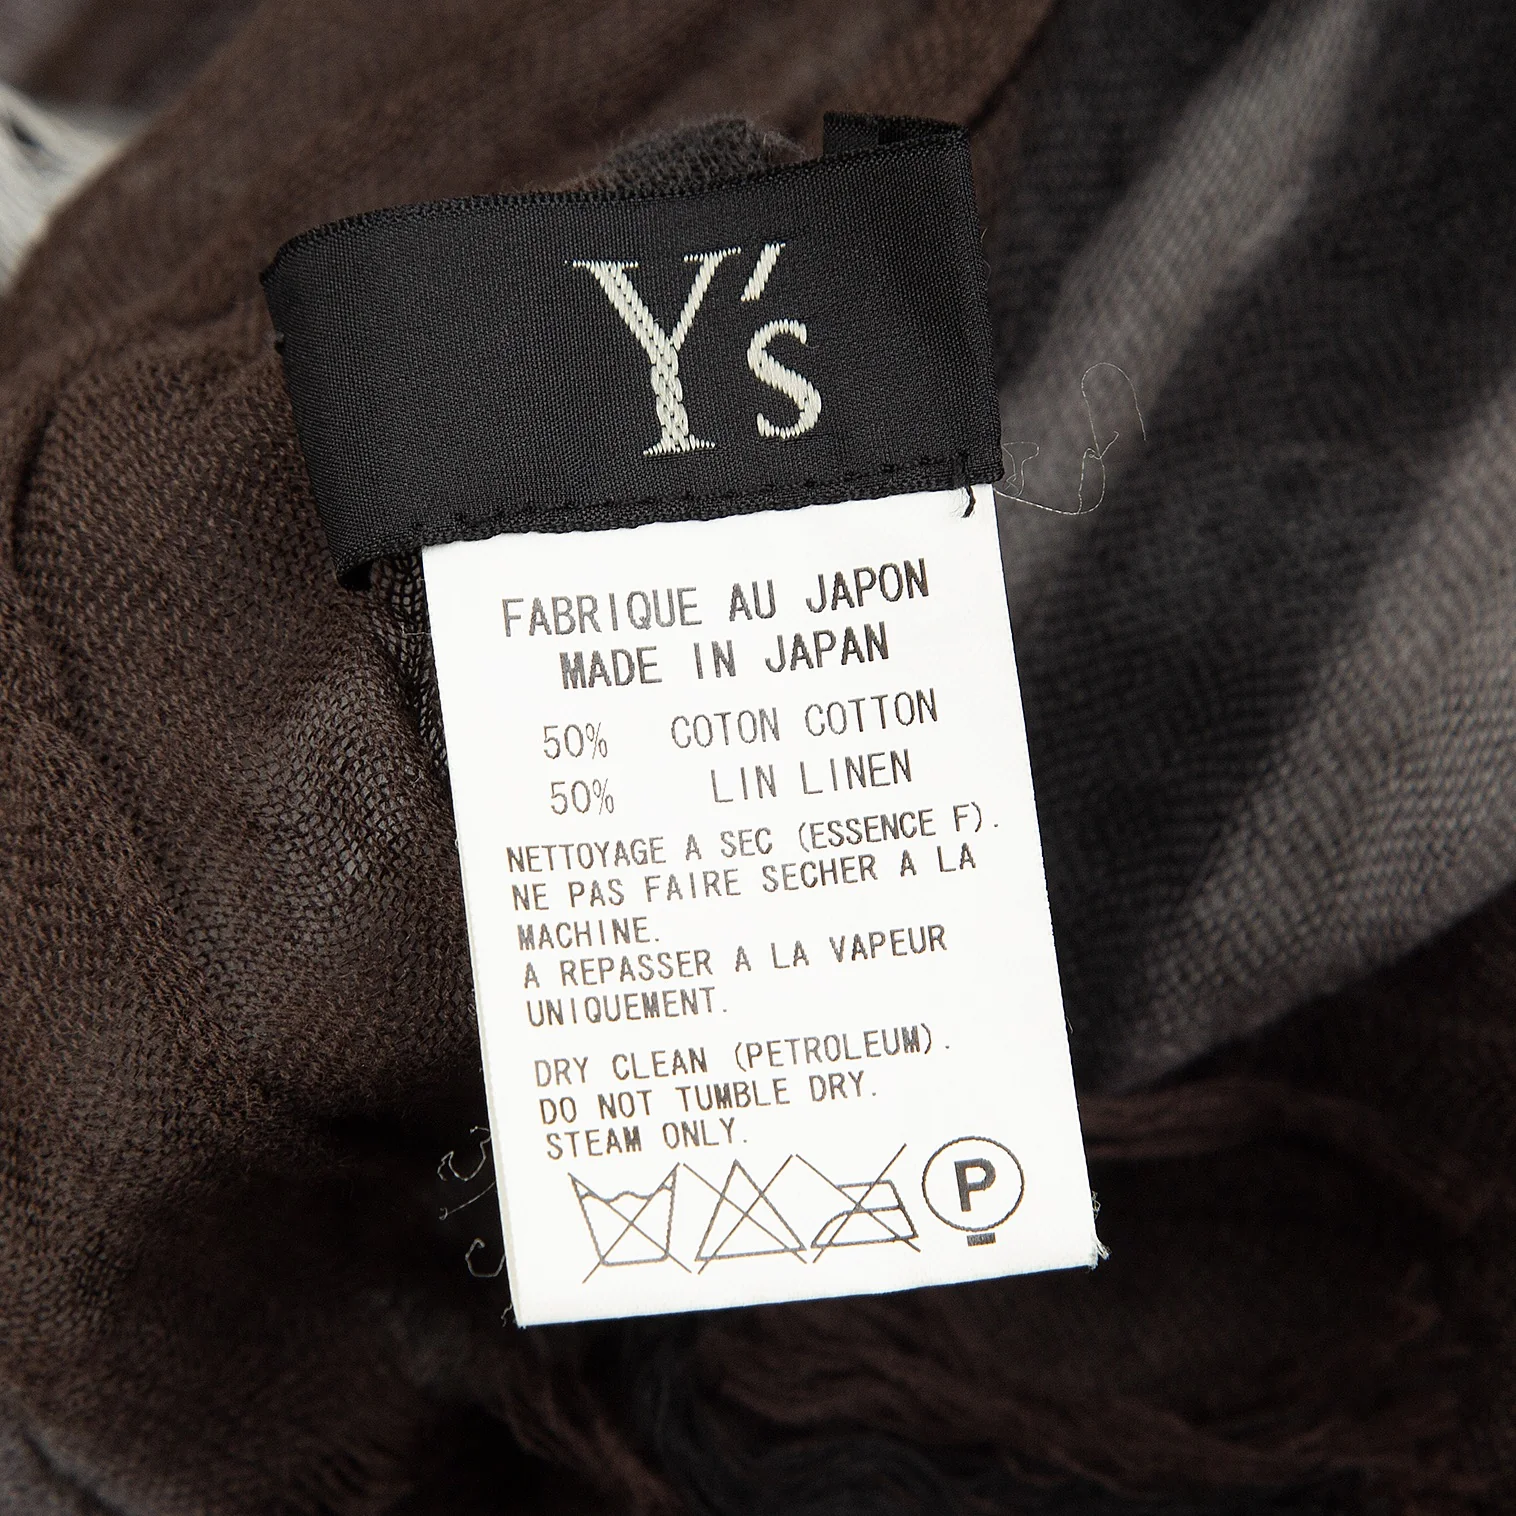 Y's
FABRIQUE AU JAPON
MADE IN JAPAN
50% COTON COTTON
50% LIN LINEN
NETTOYAGE A SEC (ESSENCE F).
NE PAS FAIRE SECHER A LA
MACHINE.
A REPASSER A LA VAPEUR
UNIQUEMENT.
DRY CLEAN (PETROLEUM).
DO NOT TUMBLE DRY.
STEAM ONLY.
P